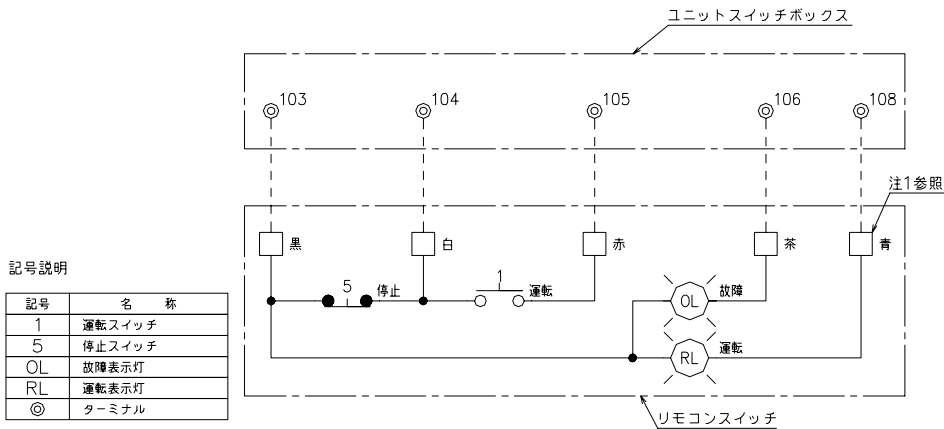 ユニットスイッチボックス
103 104 105 106 108
注1参照
黒 白 赤 茶 青
5 停止 1 運転 OL 故障
RL 運転
リモコンスイッチ
記号説明
記号 名 称
1 運転スイッチ
5 停止スイッチ
OL 故障表示灯
RL 運転表示灯
◎ ターミナル